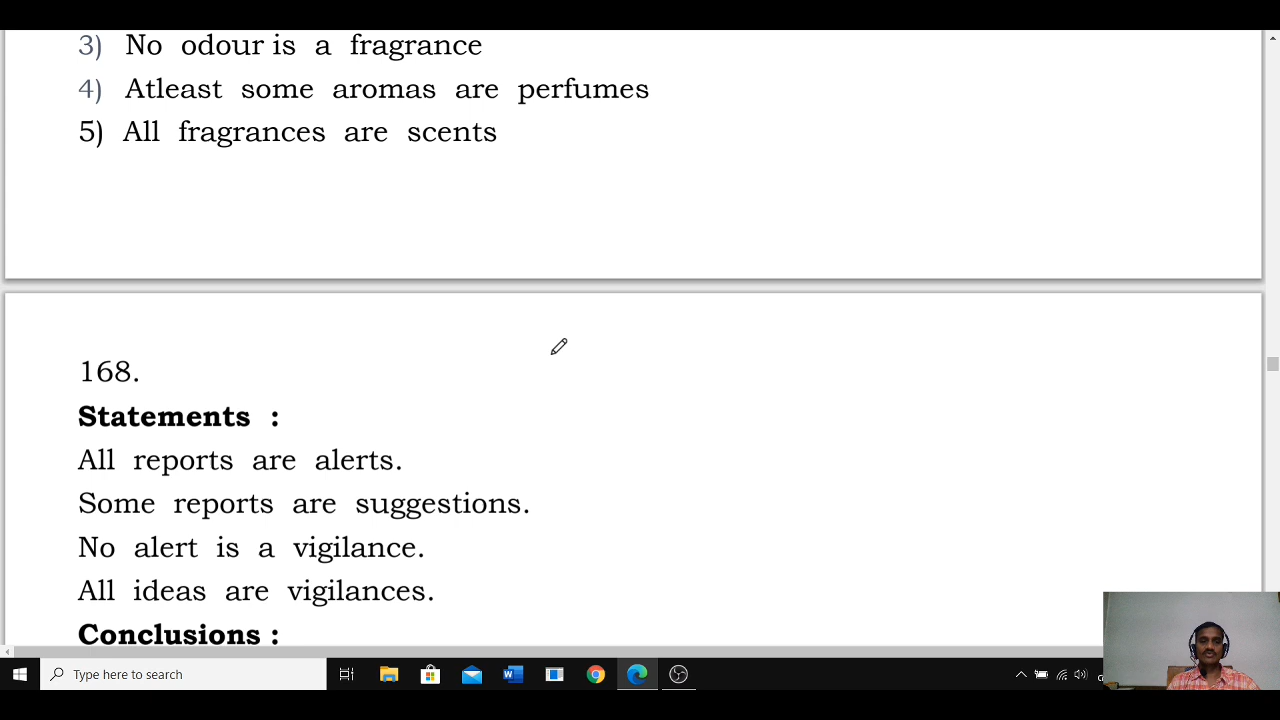 3) No odour is a fragrance
4) Atleast some aromas are perfumes
5) All fragrances are scents
168.
Statements :
All reports are alerts.
Some reports are suggestions.
No alert is a vigilance.
All ideas are vigilances.
Conclusions :
Type here to search